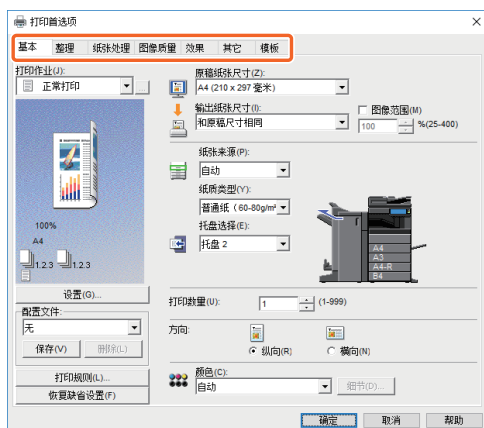 打印首选项
基本 整理 纸张处理 图像质量 效果 其它 模板
打印作业(J):
正常打印
...
100%
A4
1.2.3 1.2.3
设置(G)...
配置文件:
无
保存(V) 删除(L)
打印规则(L)...
恢复缺省设置(F)
原稿纸张尺寸(Z):
A4 (210 x 297 毫米)
输出纸张尺寸(I):
和原稿尺寸相同
图像范围(M)
100 %(25-400)
纸张来源(P):
自动
纸质类型(Y):
普通纸（60-80g/m²
托盘选择(E):
托盘 2
A4
A3
A4-R
B4
打印数量(U):
1 (1-999)
方向:
纵向(R) 横向(N)
颜色(C):
自动
细节(D)...
确定 取消 帮助